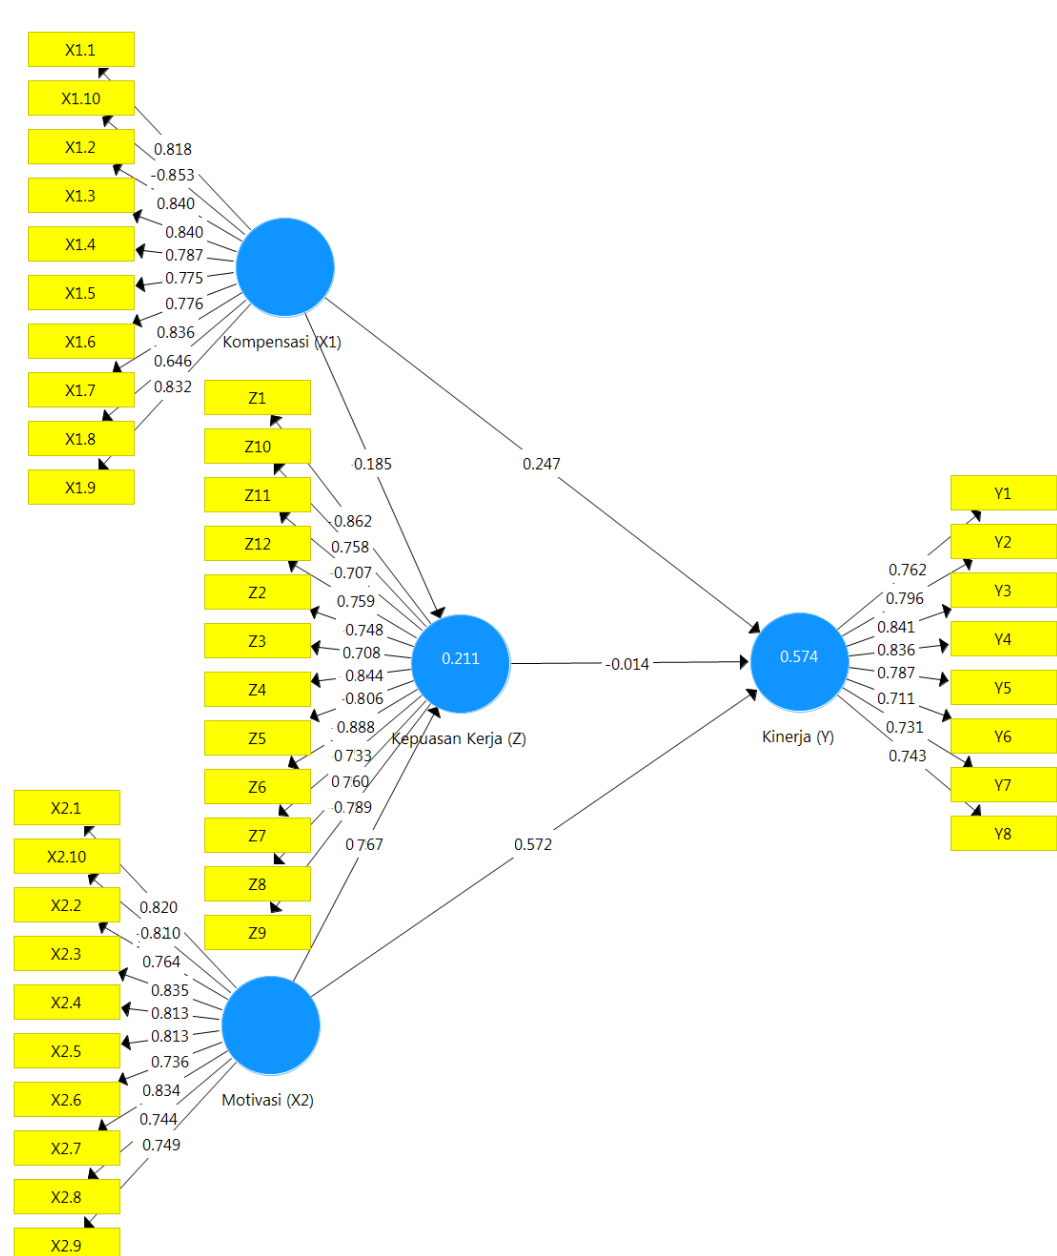 X1.1
X1.10
X1.2
X1.3
X1.4
X1.5
X1.6
X1.7
X1.8
X1.9
0.818
0.853
0.840
0.840
0.787
0.775
0.776
0.836
0.646
0.832
Kompensasi (X1)
Z1
Z10
Z11
Z12
Z2
Z3
Z4
Z5
Z6
Z7
Z8
Z9
0.185
0.247
0.862
0.758
0.707
0.759
0.748
0.708
0.844
0.806
0.888
0.733
0.760
0.789
0.767
0.211
Kepuasan Kerja (Z)
-0.014
0.572
0.574
Kinerja (Y)
0.762
0.796
0.841
0.836
0.787
0.711
0.731
0.743
Y1
Y2
Y3
Y4
Y5
Y6
Y7
Y8
X2.1
X2.10
X2.2
X2.3
X2.4
X2.5
X2.6
X2.7
X2.8
X2.9
0.820
0.810
0.764
0.835
0.813
0.813
0.736
0.834
0.744
0.749
Motivasi (X2)